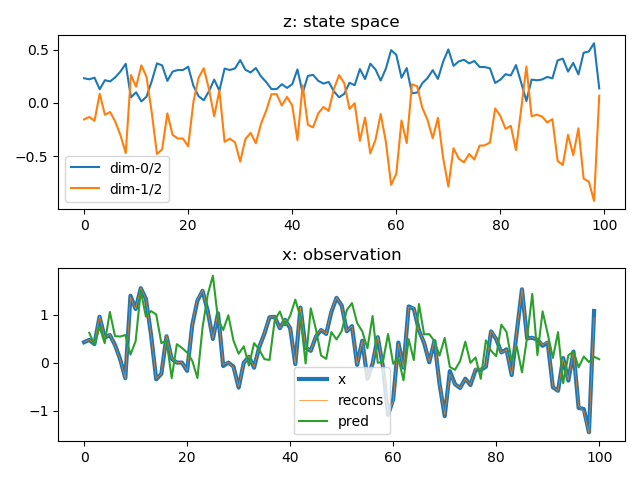 z: state space
0.5
0.0
−0.5
dim-0/2
dim-1/2
0 20 40 60 80 100
x: observation
1
0
−1
x
recons
pred
0 20 40 60 80 100